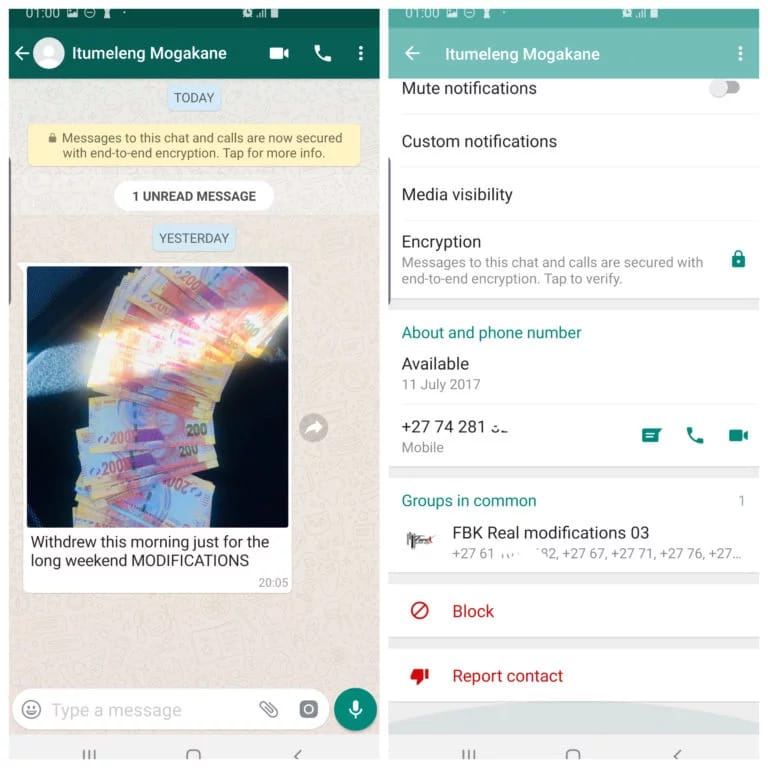 01:00
Itumeleng Mogakane
TODAY
Messages to this chat and calls are now secured
with end-to-end encryption. Tap for more info.
1 UNREAD MESSAGE
YESTERDAY
200
200
200
200
200
Withdrew this morning just for the
long weekend MODIFICATIONS
20:05
Type a message
01:00
Itumeleng Mogakane
Mute notifications
Custom notifications
Media visibility
Encryption
Messages to this chat and calls are secured with
end-to-end encryption. Tap to verify.
About and phone number
Available
11 July 2017
+27 74 281
Mobile
Groups in common 1
FBK Real modifications 03
+27 61 82, +27 67, +27 71, +27 76, +27...
Block
Report contact